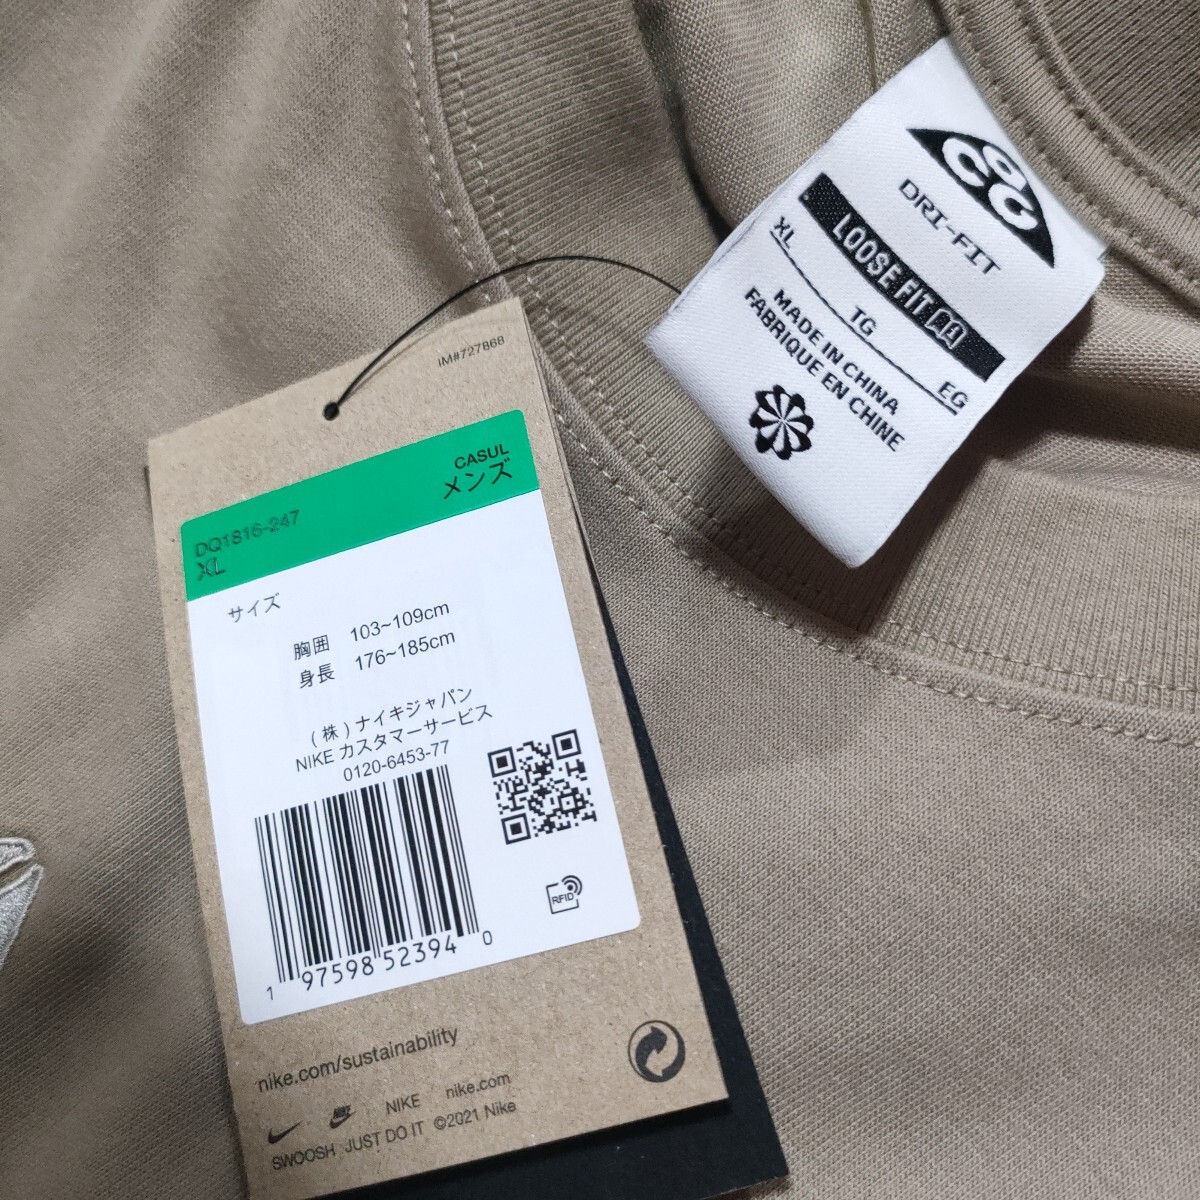 IM#727868
CASUL
メンズ
DQ1816-247
XL
サイズ
胸囲 103~109cm
身長 176~185cm
(株)ナイキジャパン
NIKE カスタマーサービス
0120-6453-77
1 97598 52394 0
RFID
nike.com/sustainability
NIKE nike.com
SWOOSH JUST DO IT ©2021 Nike
DRI-FIT
LOOSE FIT
XL TG EG
MADE IN CHINA
FABRIQUE EN CHINE